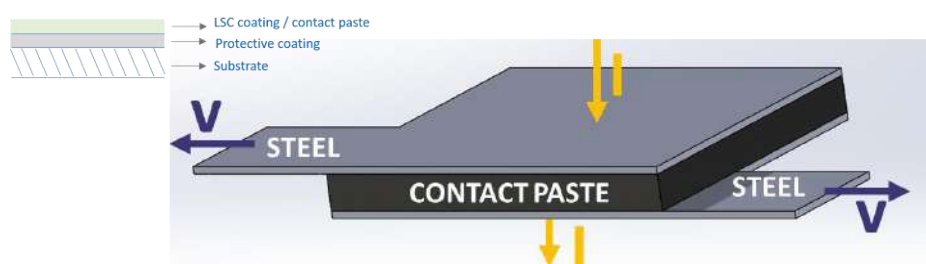 LSC coating / contact paste
Protective coating
Substrate
I
V
STEEL
CONTACT PASTE
STEEL
V
I